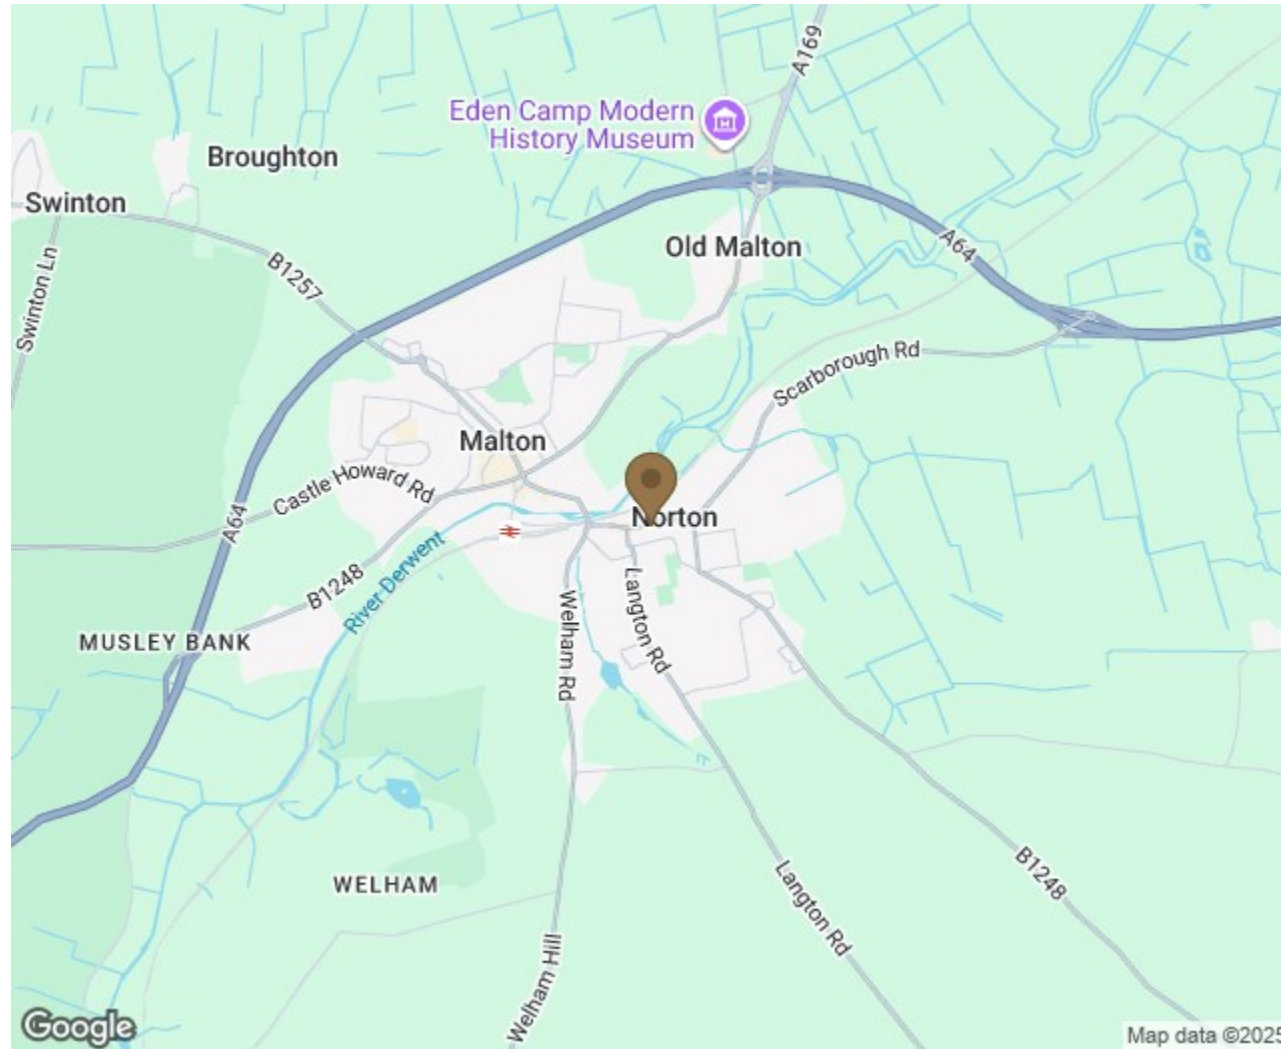 A169
Eden Camp Modern
History Museum
Broughton
Swinton
Old Malton
A64
B1257
Swinton Ln
Scarborough Rd
Malton
Castle Howard Rd
A64
Norton
River Derwent
B1248
Langton Rd
Welham Rd
MUSLEY BANK
WELHAM
B1248
Langton Rd
Welham Hill
Google
Map data ©2025